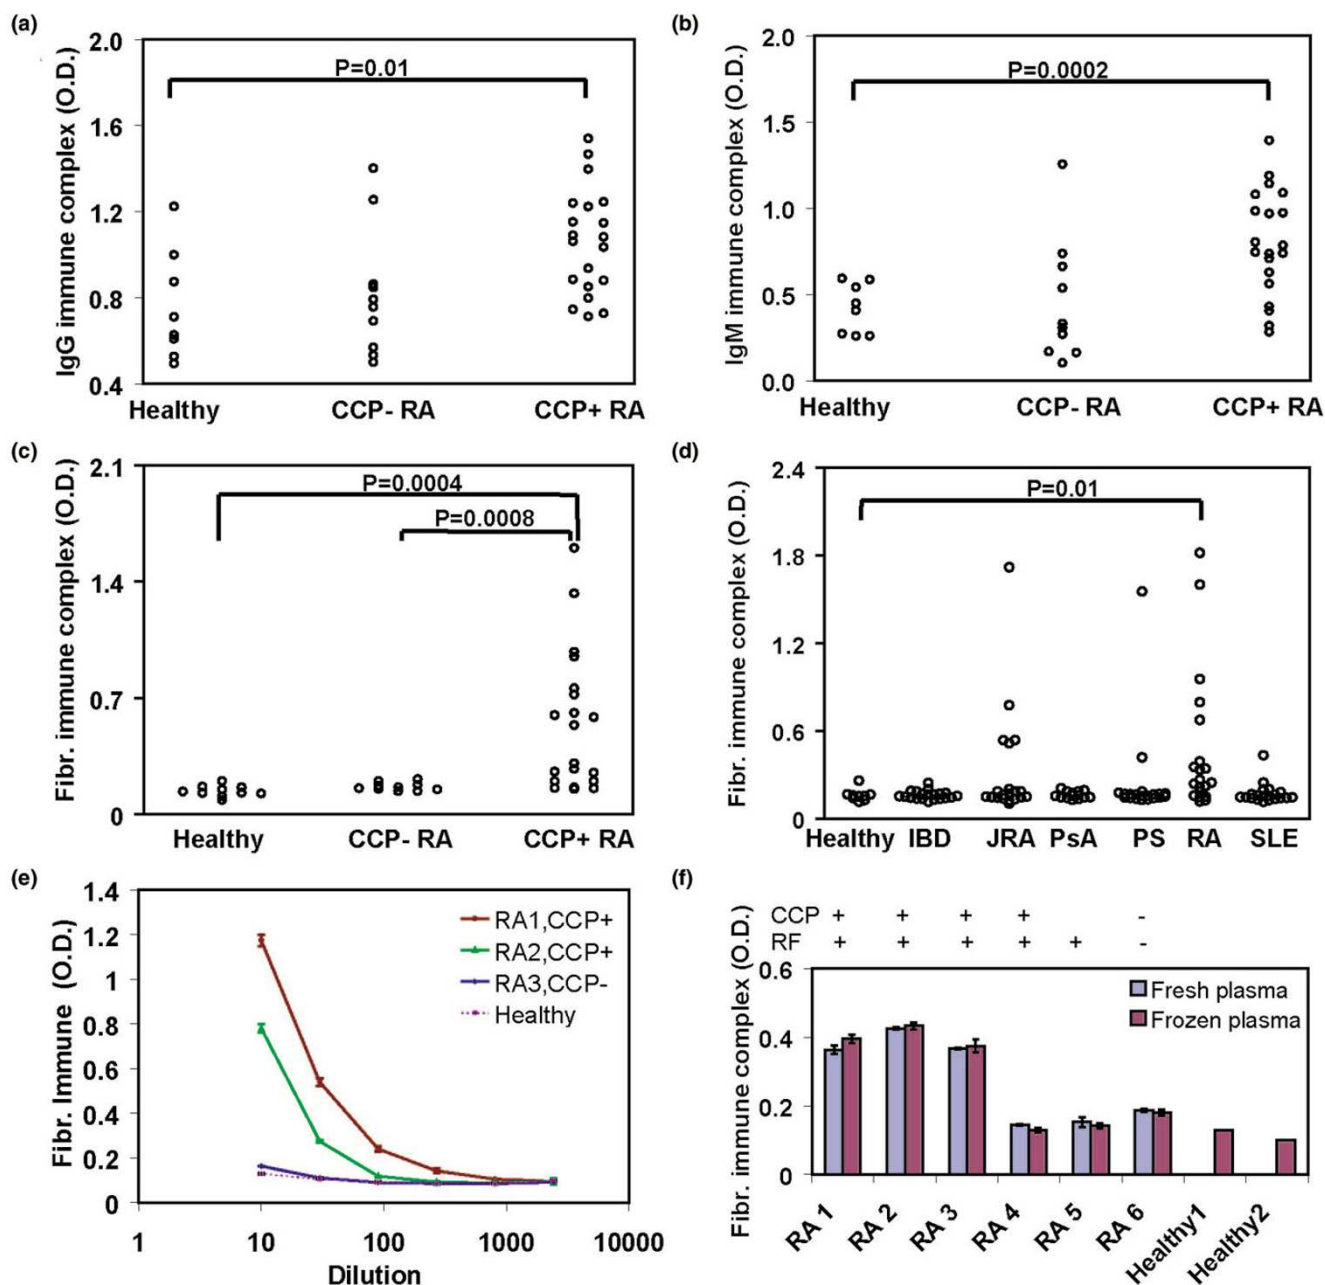 (a)
IgG immune complex (O.D.)
2.0
1.6
1.2
0.8
0.4
P=0.01
Healthy CCP- RA CCP+ RA
(b)
IgM immune complex (O.D.)
2.0
1.5
1.0
0.5
0.0
P=0.0002
Healthy CCP- RA CCP+ RA
(c)
Fibr. immune complex (O.D.)
2.1
1.4
0.7
0
P=0.0004
P=0.0008
Healthy CCP- RA CCP+ RA
(d)
Fibr. immune complex (O.D.)
2.4
1.8
1.2
0.6
0
P=0.01
Healthy IBD JRA PsA PS RA SLE
(e)
Fibr. Immune (O.D.)
1.4
1.2
1
0.8
0.6
0.4
0.2
0
RA1,CCP+
RA2,CCP+
RA3,CCP-
Healthy
1 10 100 1000 10000
Dilution
(f)
CCP + + + + -
RF + + + + + -
Fibr. immune complex (O.D.)
0.6
0.4
0.2
0
Fresh plasma
Frozen plasma
RA 1 RA 2 RA 3 RA 4 RA 5 RA 6 Healthy1 Healthy2